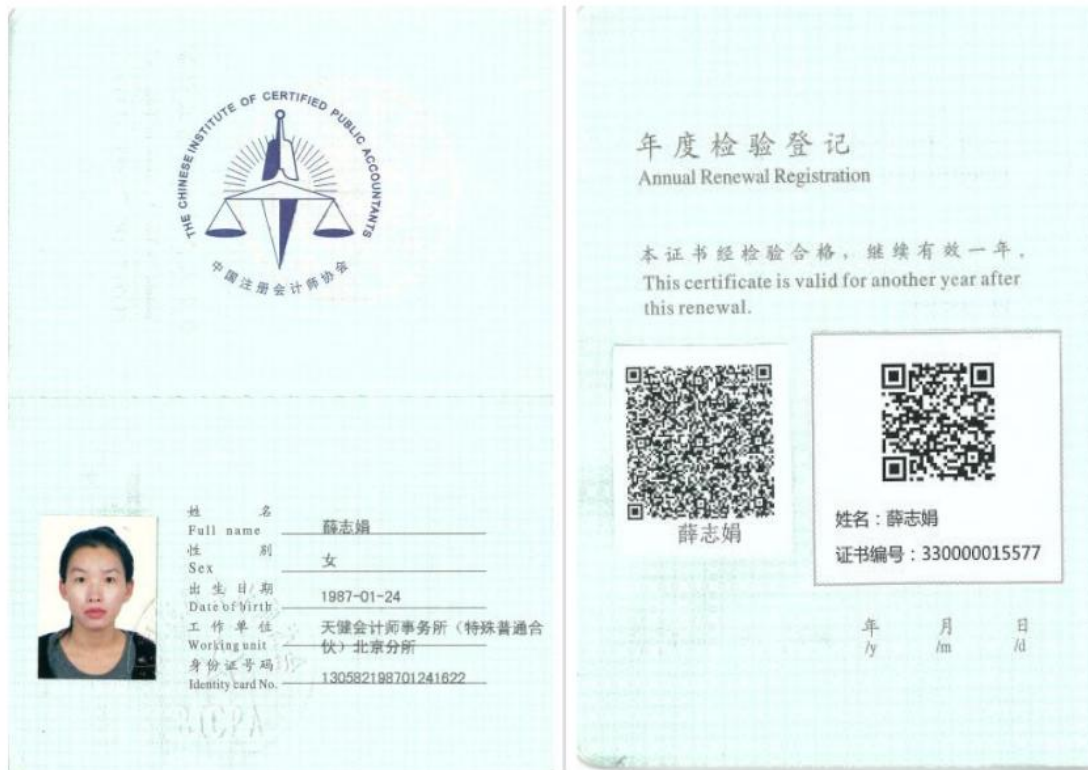 THE CHINESE INSTITUTE OF CERTIFIED PUBLIC ACCOUNTANTS
中国注册会计师协会
姓 名 薛志娟
Full name
性 别 女
Sex
出生日期 1987-01-24
Date of birth
工作单位 天健会计师事务所（特殊普通合
Working unit 伙）北京分所
身份证号码 130582198701241622
Identity card No.
年度检验登记
Annual Renewal Registration
本证书经检验合格，继续有效一年。
This certificate is valid for another year after
this renewal.
薛志娟
姓名：薛志娟
证书编号：330000015577
年 月 日
/y /m /d